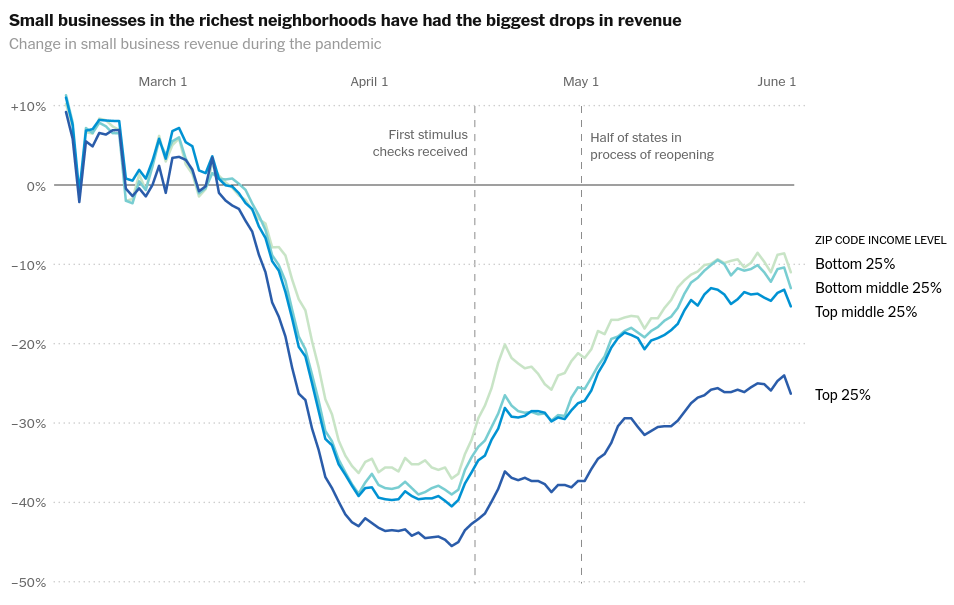 Small businesses in the richest neighborhoods have had the biggest drops in revenue
Change in small business revenue during the pandemic
March 1
April 1
May 1
June 1
+10%
First stimulus
checks received
Half of states in
process of reopening
0%
ZIP CODE INCOME LEVEL
−10%
Bottom 25%
Bottom middle 25%
Top middle 25%
−20%
Top 25%
−30%
−40%
−50%